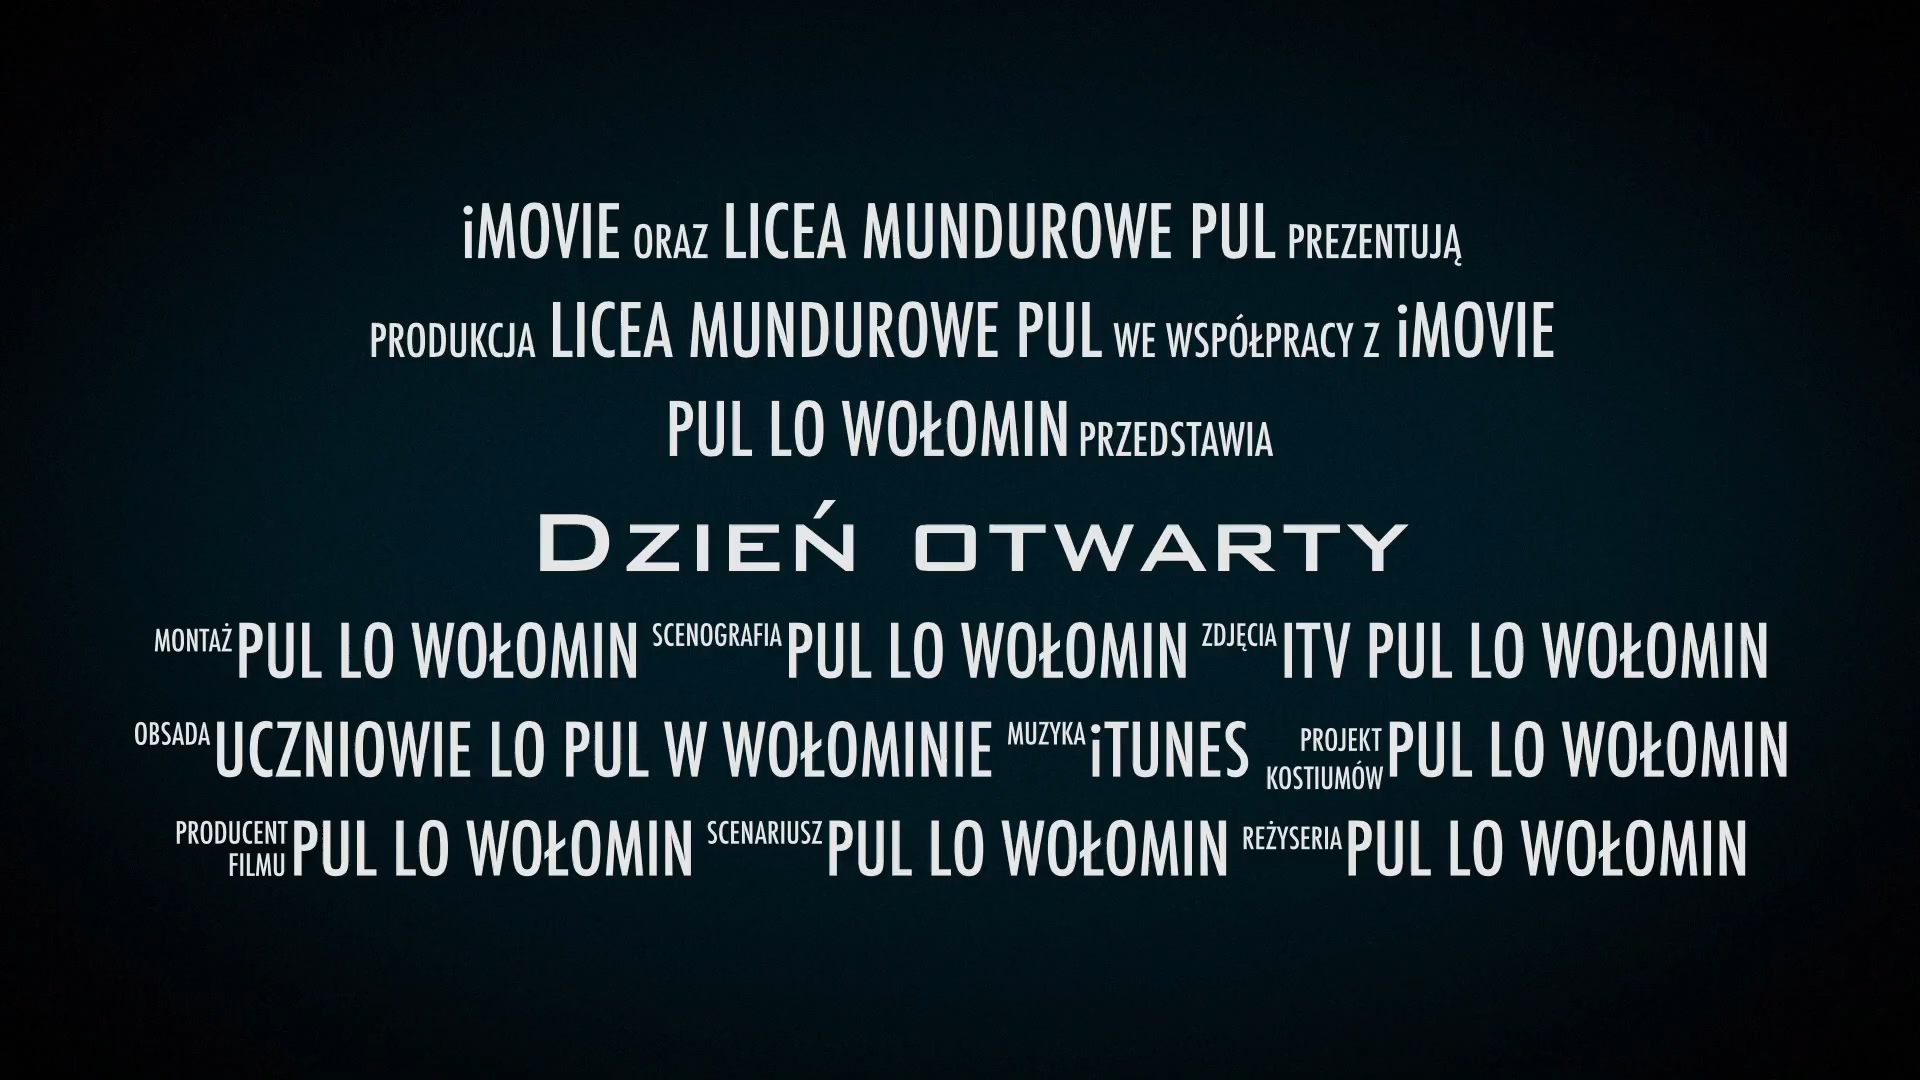 iMOVIE ORAZ LICEA MUNDUROWE PUL PREZENTUJĄ
PRODUKCJA LICEA MUNDUROWE PUL WE WSPÓŁPRACY Z iMOVIE
PUL LO WOŁOMIN PRZEDSTAWIA
DZIEŃ OTWARTY
MONTAŻ PUL LO WOŁOMIN SCENOGRAFIA PUL LO WOŁOMIN ZDJĘCIA ITV PUL LO WOŁOMIN
OBSADA UCZNIOWIE LO PUL W WOŁOMINIE MUZYKA iTUNES PROJEKT KOSTIUMÓW PUL LO WOŁOMIN
PRODUCENT FILMU PUL LO WOŁOMIN SCENARIUSZ PUL LO WOŁOMIN REŻYSERIA PUL LO WOŁOMIN